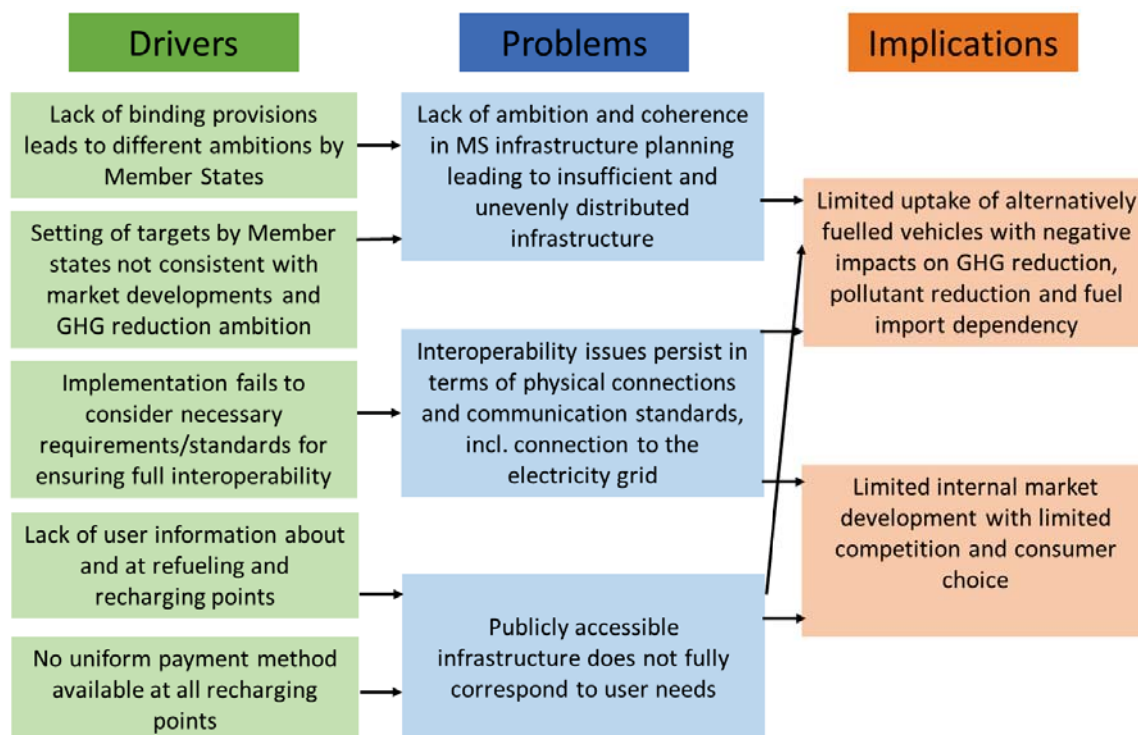 Drivers
Problems
Implications
Lack of binding provisions
leads to different ambitions by
Member States
Setting of targets by Member
states not consistent with
market developments and
GHG reduction ambition
Implementation fails to
consider necessary
requirements/standards for
ensuring full interoperability
Lack of user information about
and at refueling and
recharging points
No uniform payment method
available at all recharging
points
Lack of ambition and coherence
in MS infrastructure planning
leading to insufficient and
unevenly distributed
infrastructure
Interoperability issues persist in
terms of physical connections
and communication standards,
incl. connection to the
electricity grid
Publicly accessible
infrastructure does not fully
correspond to user needs
Limited uptake of alternatively
fuelled vehicles with negative
impacts on GHG reduction,
pollutant reduction and fuel
import dependency
Limited internal market
development with limited
competition and consumer
choice